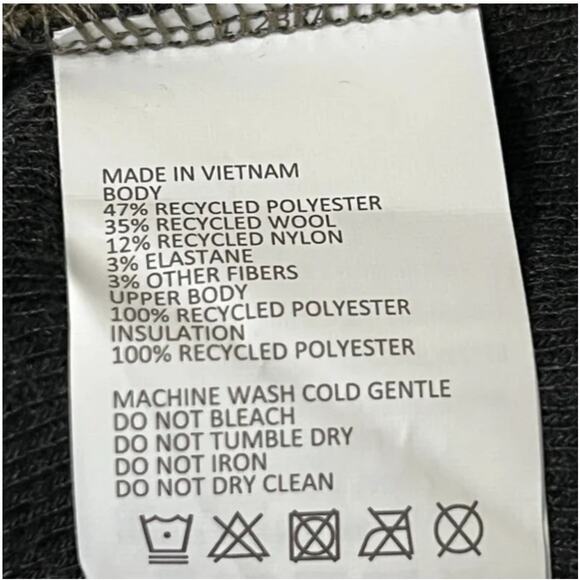 MADE IN VIETNAM
BODY
47% RECYCLED POLYESTER
35% RECYCLED WOOL
12% RECYCLED NYLON
3% ELASTANE
3% OTHER FIBERS
UPPER BODY
100% RECYCLED POLYESTER
INSULATION
100% RECYCLED POLYESTER
MACHINE WASH COLD GENTLE
DO NOT BLEACH
DO NOT TUMBLE DRY
DO NOT IRON
DO NOT DRY CLEAN